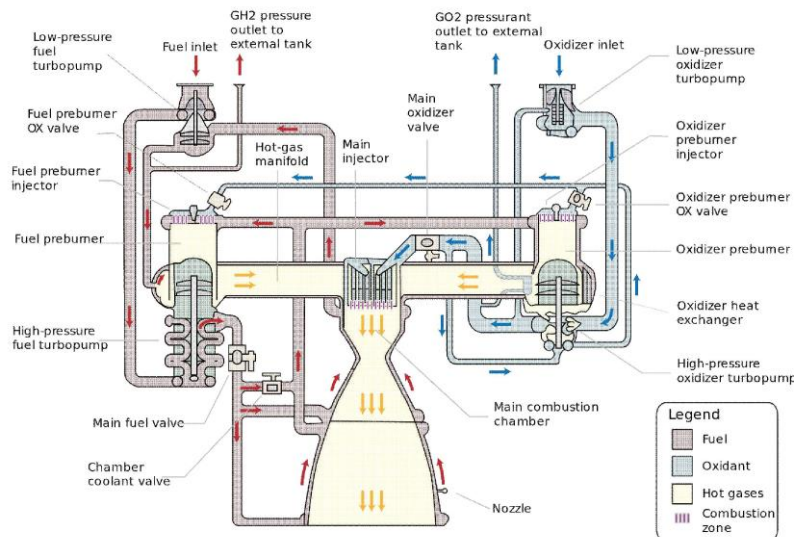 GH2 pressure
outlet to external
tank
Fuel inlet
Low-pressure
fuel
turbopump
GO2 pressurant
outlet to external
tank
Oxidizer inlet
Low-pressure
oxidizer
turbopump
Fuel preburner
OX valve
Hot-gas
manifold
Main
injector
Main
oxidizer
valve
Oxidizer
preburner
injector
Fuel preburner
injector
Oxidizer preburner
OX valve
Fuel preburner
Oxidizer preburner
High-pressure
fuel turbopump
Oxidizer heat
exchanger
High-pressure
oxidizer turbopump
Main fuel valve
Main combustion
chamber
Chamber
coolant valve
Nozzle
Legend
Fuel
Oxidant
Hot gases
Combustion
zone